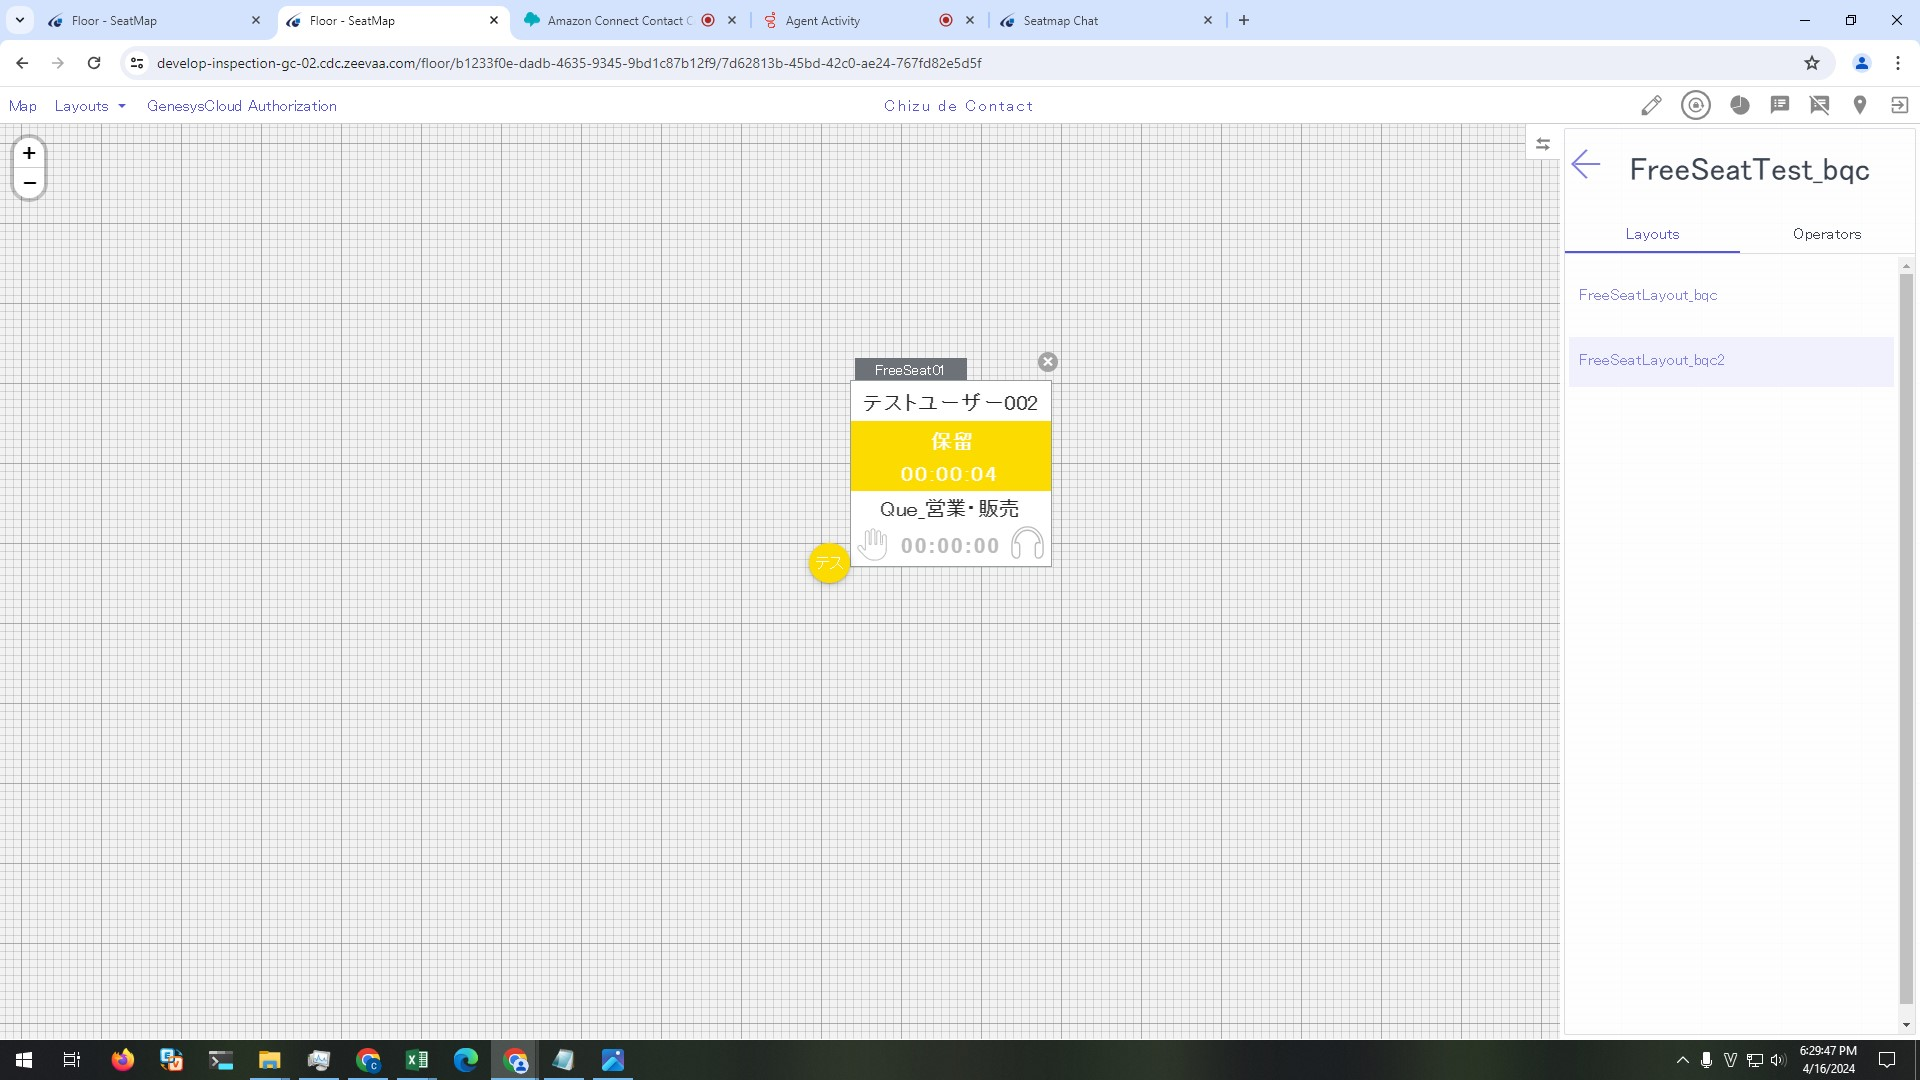 Floor - SeatMap
Floor - SeatMap
Amazon Connect Contact C
Agent Activity
Seatmap Chat
develop-inspection-gc-02.cdc.zeevaa.com/floor/b1233f0e-dadb-4635-9345-9bd1c87b12f9/7d62813b-45bd-42c0-ae24-767fd82e5d5f
Map
Layouts
GenesysCloud Authorization
Chizu de Contact
+
−
FreeSeatTest_bqc
Layouts
Operators
FreeSeatLayout_bqc
FreeSeatLayout_bqc2
FreeSeat01
テストユーザー002
保留
00:00:04
Que_営業・販売
00:00:00
テス
6:29:47 PM
4/16/2024